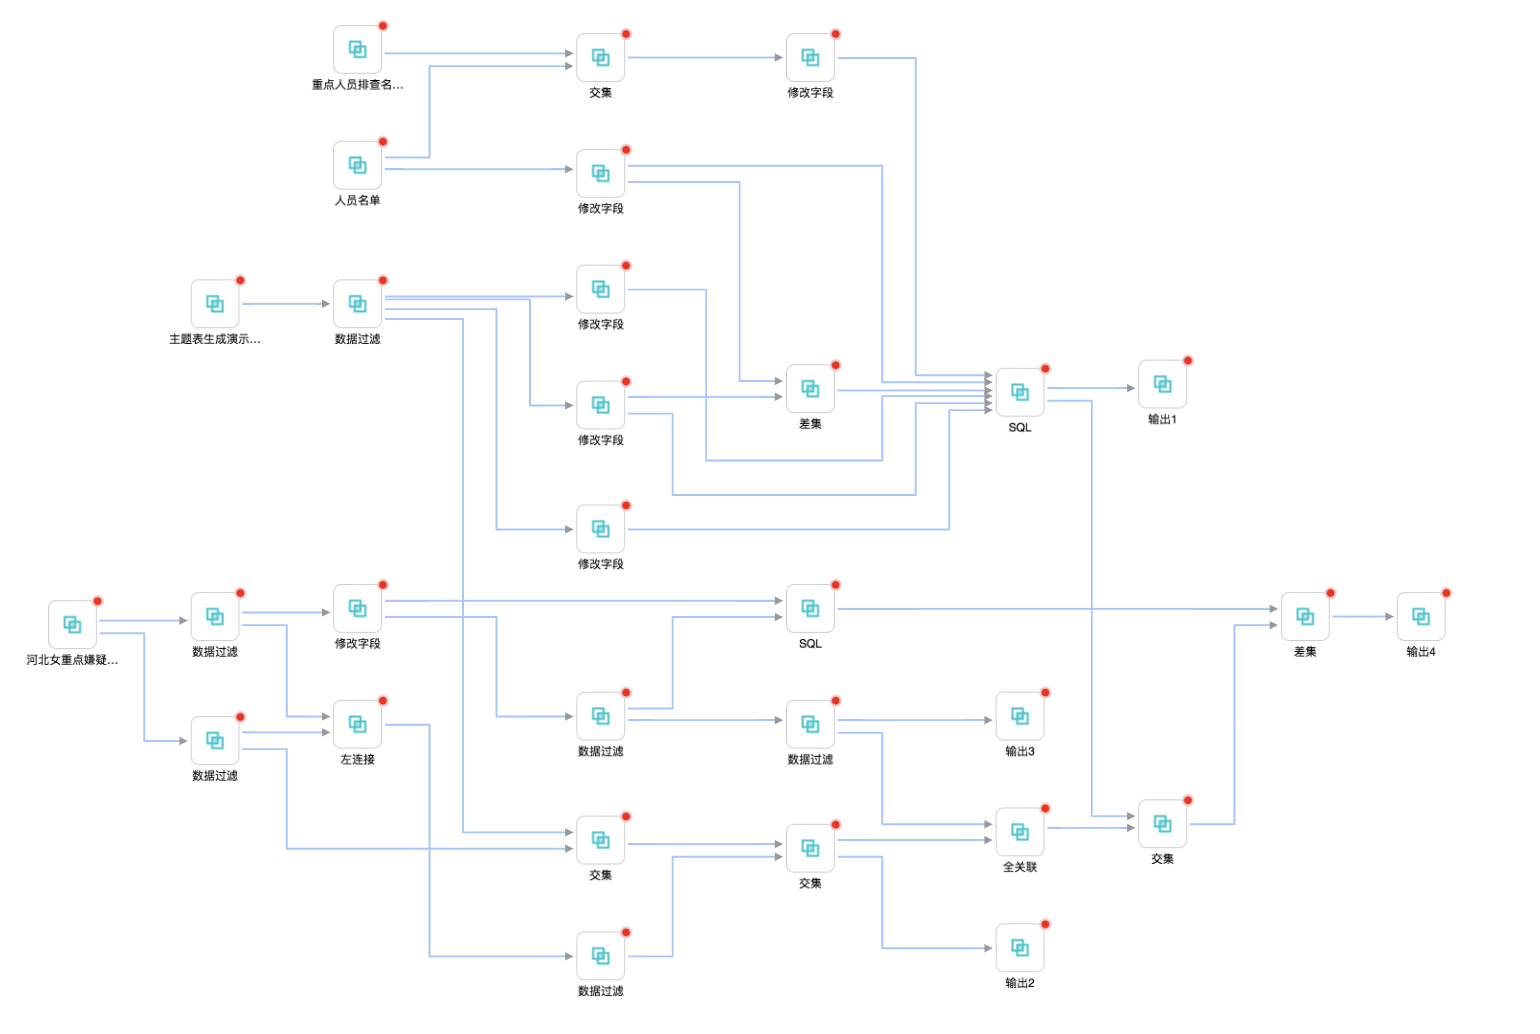 重点人员排查名...
交集
修改字段
人员名单
修改字段
主题表生成演示...
数据过滤
修改字段
修改字段
差集
SQL
输出1
修改字段
河北女重点嫌疑...
数据过滤
修改字段
SQL
差集
输出4
数据过滤
左连接
数据过滤
数据过滤
输出3
交集
交集
全关联
交集
数据过滤
输出2